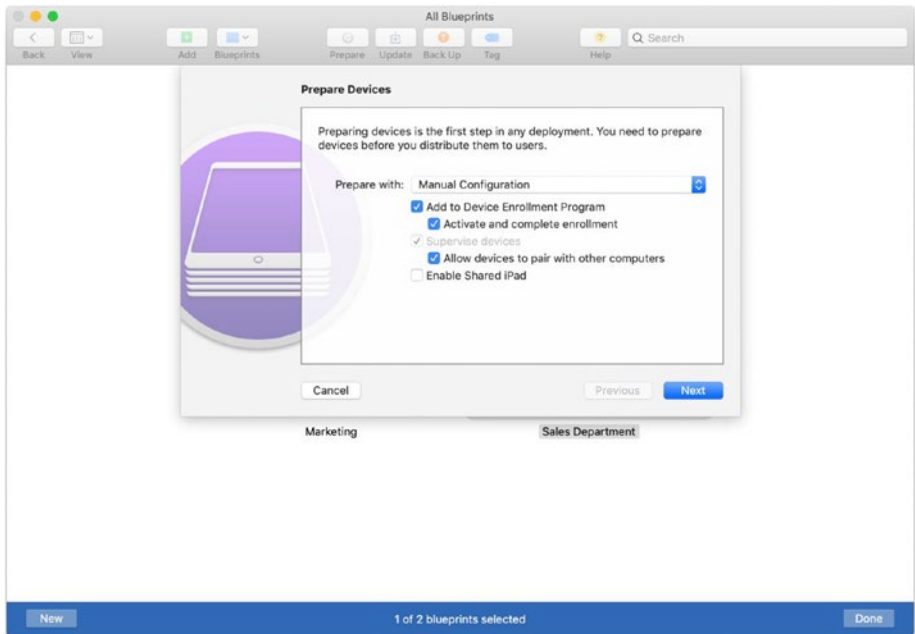 All Blueprints
Search
Back View Add Blueprints Prepare Update Back Up Tag Help
Prepare Devices
Preparing devices is the first step in any deployment. You need to prepare
devices before you distribute them to users.
Prepare with: Manual Configuration
Add to Device Enrollment Program
Activate and complete enrollment
Supervise devices
Allow devices to pair with other computers
Enable Shared iPad
Cancel Previous Next
Marketing Sales Department
New 1 of 2 blueprints selected Done